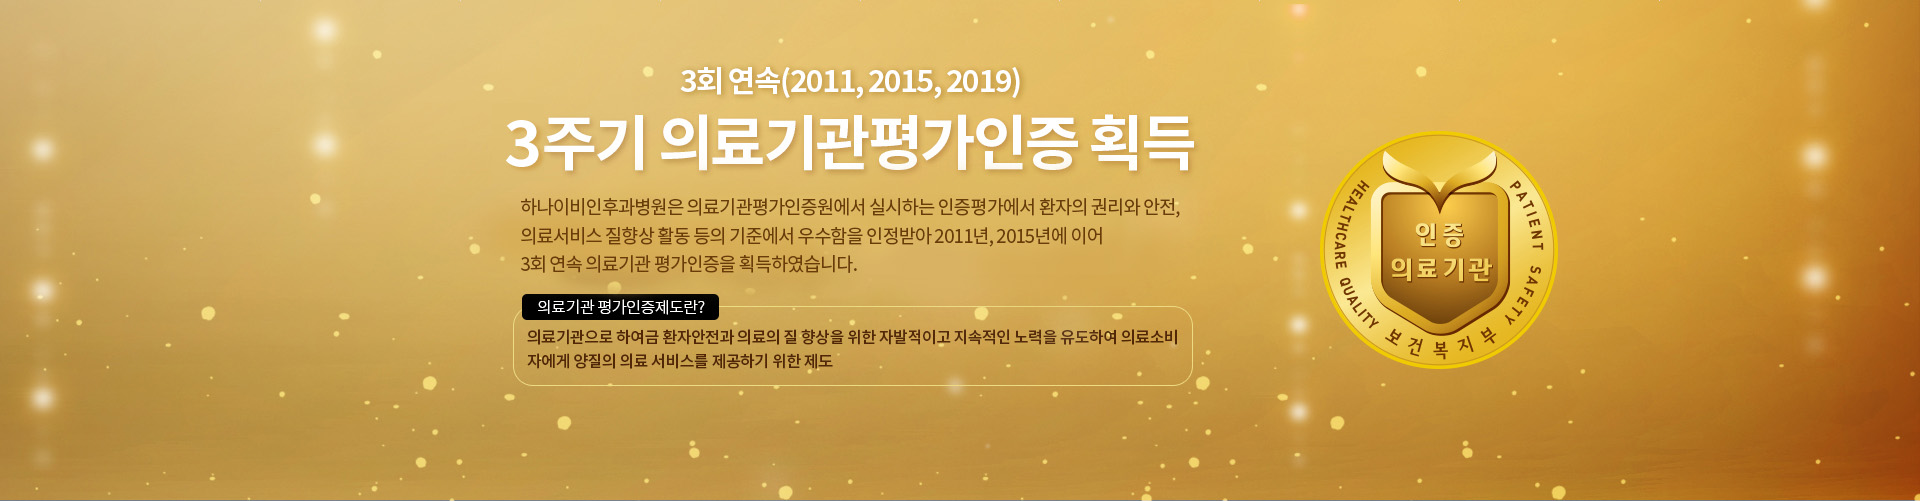 3회 연속(2011, 2015, 2019)
3주기 의료기관평가인증 획득
하나이비인후과병원은 의료기관평가인증원에서 실시하는 인증평가에서 환자의 권리와 안전,
의료서비스 질향상 활동 등의 기준에서 우수함을 인정받아 2011년, 2015년에 이어
3회 연속 의료기관 평가인증을 획득하였습니다.
의료기관 평가인증제도란?
의료기관으로 하여금 환자안전과 의료의 질 향상을 위한 자발적이고 지속적인 노력을 유도하여 의료소비
자에게 양질의 의료 서비스를 제공하기 위한 제도
HEALTHCARE QUALITY
PATIENT SAFETY
인증
의료기관
보건복지부